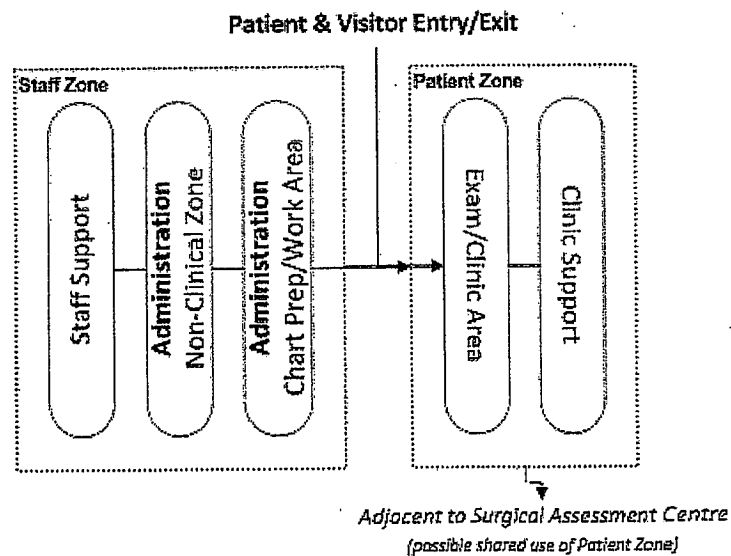 Patient & Visitor Entry/Exit
Staff Zone
Patient Zone
Staff Support
Administration
Non-Clinical Zone
Administration
Chart Prep/Work Area
Exam/Clinic Area
Clinic Support
Adjacent to Surgical Assessment Centre
(possible shared use of Patient Zone)